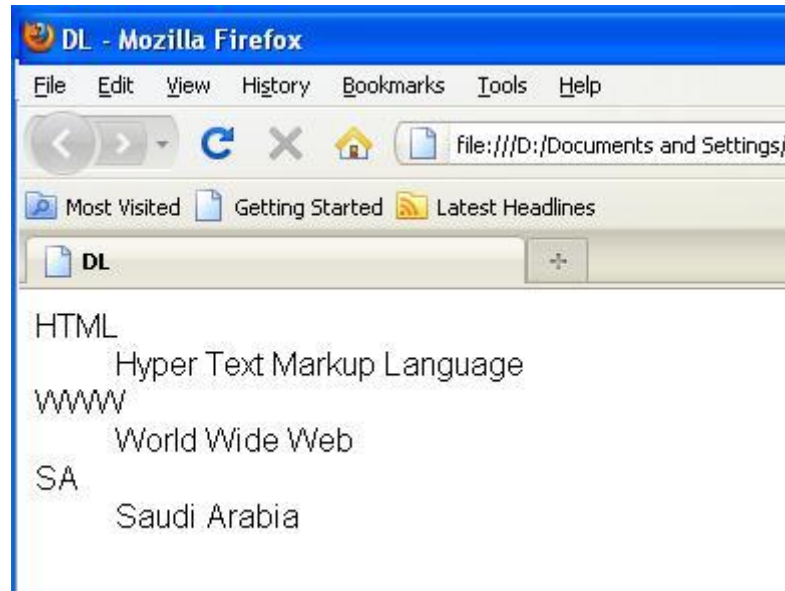 DL - Mozilla Firefox
File Edit View History Bookmarks Tools Help
file:///D:/Documents and Settings/
Most Visited Getting Started Latest Headlines
DL
HTML
Hyper Text Markup Language
WWW
World Wide Web
SA
Saudi Arabia